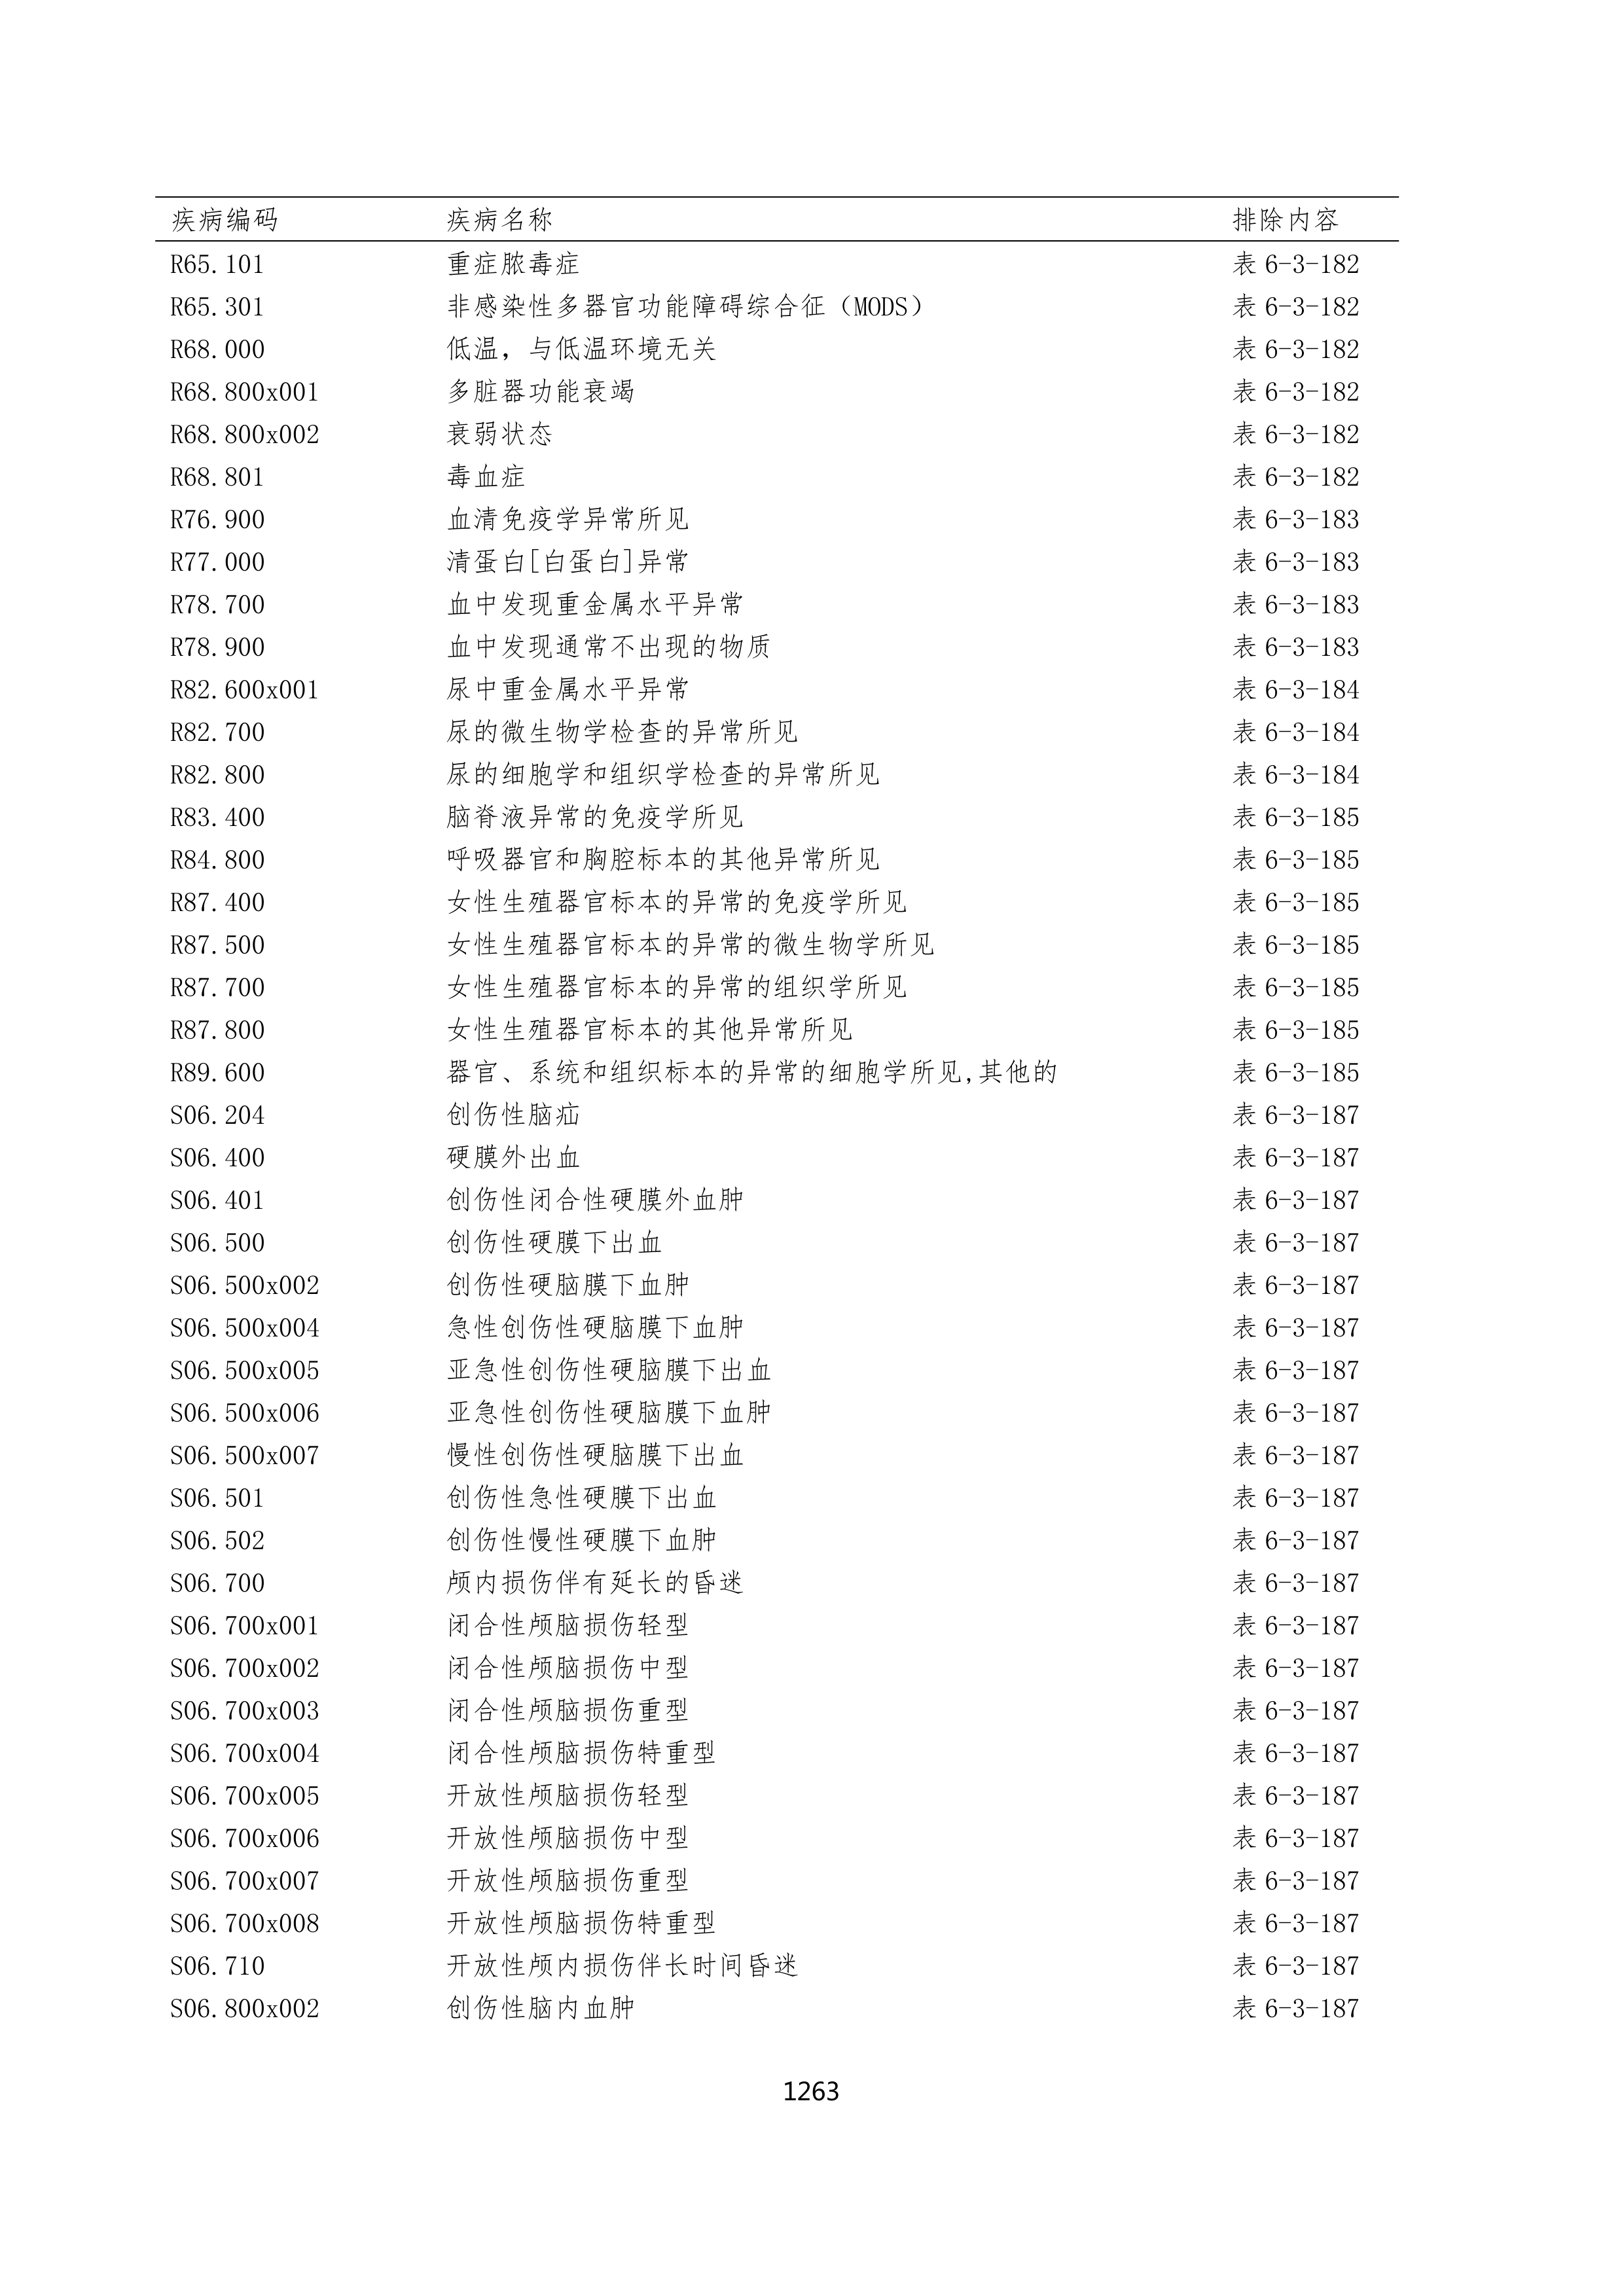 疾病编码 疾病名称 排除内容
R65.101 重症脓毒症 表 6-3-182
R65.301 非感染性多器官功能障碍综合征（MODS） 表 6-3-182
R68.000 低温，与低温环境无关 表 6-3-182
R68.800x001 多脏器功能衰竭 表 6-3-182
R68.800x002 衰弱状态 表 6-3-182
R68.801 毒血症 表 6-3-182
R76.900 血清免疫学异常所见 表 6-3-183
R77.000 清蛋白[白蛋白]异常 表 6-3-183
R78.700 血中发现重金属水平异常 表 6-3-183
R78.900 血中发现通常不出现的物质 表 6-3-183
R82.600x001 尿中重金属水平异常 表 6-3-184
R82.700 尿的微生物学检查的异常所见 表 6-3-184
R82.800 尿的细胞学和组织学检查的异常所见 表 6-3-184
R83.400 脑脊液异常的免疫学所见 表 6-3-185
R84.800 呼吸器官和胸腔标本的其他异常所见 表 6-3-185
R87.400 女性生殖器官标本的异常的免疫学所见 表 6-3-185
R87.500 女性生殖器官标本的异常的微生物学所见 表 6-3-185
R87.700 女性生殖器官标本的异常的组织学所见 表 6-3-185
R87.800 女性生殖器官标本的其他异常所见 表 6-3-185
R89.600 器官、系统和组织标本的异常的细胞学所见,其他的 表 6-3-185
S06.204 创伤性脑疝 表 6-3-187
S06.400 硬膜外出血 表 6-3-187
S06.401 创伤性闭合性硬膜外血肿 表 6-3-187
S06.500 创伤性硬膜下出血 表 6-3-187
S06.500x002 创伤性硬脑膜下血肿 表 6-3-187
S06.500x004 急性创伤性硬脑膜下血肿 表 6-3-187
S06.500x005 亚急性创伤性硬脑膜下出血 表 6-3-187
S06.500x006 亚急性创伤性硬脑膜下血肿 表 6-3-187
S06.500x007 慢性创伤性硬脑膜下出血 表 6-3-187
S06.501 创伤性急性硬膜下出血 表 6-3-187
S06.502 创伤性慢性硬膜下血肿 表 6-3-187
S06.700 颅内损伤伴有延长的昏迷 表 6-3-187
S06.700x001 闭合性颅脑损伤轻型 表 6-3-187
S06.700x002 闭合性颅脑损伤中型 表 6-3-187
S06.700x003 闭合性颅脑损伤重型 表 6-3-187
S06.700x004 闭合性颅脑损伤特重型 表 6-3-187
S06.700x005 开放性颅脑损伤轻型 表 6-3-187
S06.700x006 开放性颅脑损伤中型 表 6-3-187
S06.700x007 开放性颅脑损伤重型 表 6-3-187
S06.700x008 开放性颅脑损伤特重型 表 6-3-187
S06.710 开放性颅内损伤伴长时间昏迷 表 6-3-187
S06.800x002 创伤性脑内血肿 表 6-3-187
1263